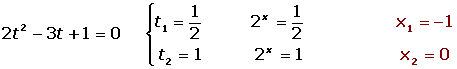 2t² − 3t + 1 = 0 { t₁ = 1/2 2ˣ = 1/2 x₁ = −1
t₂ = 1 2ˣ = 1 x₂ = 0